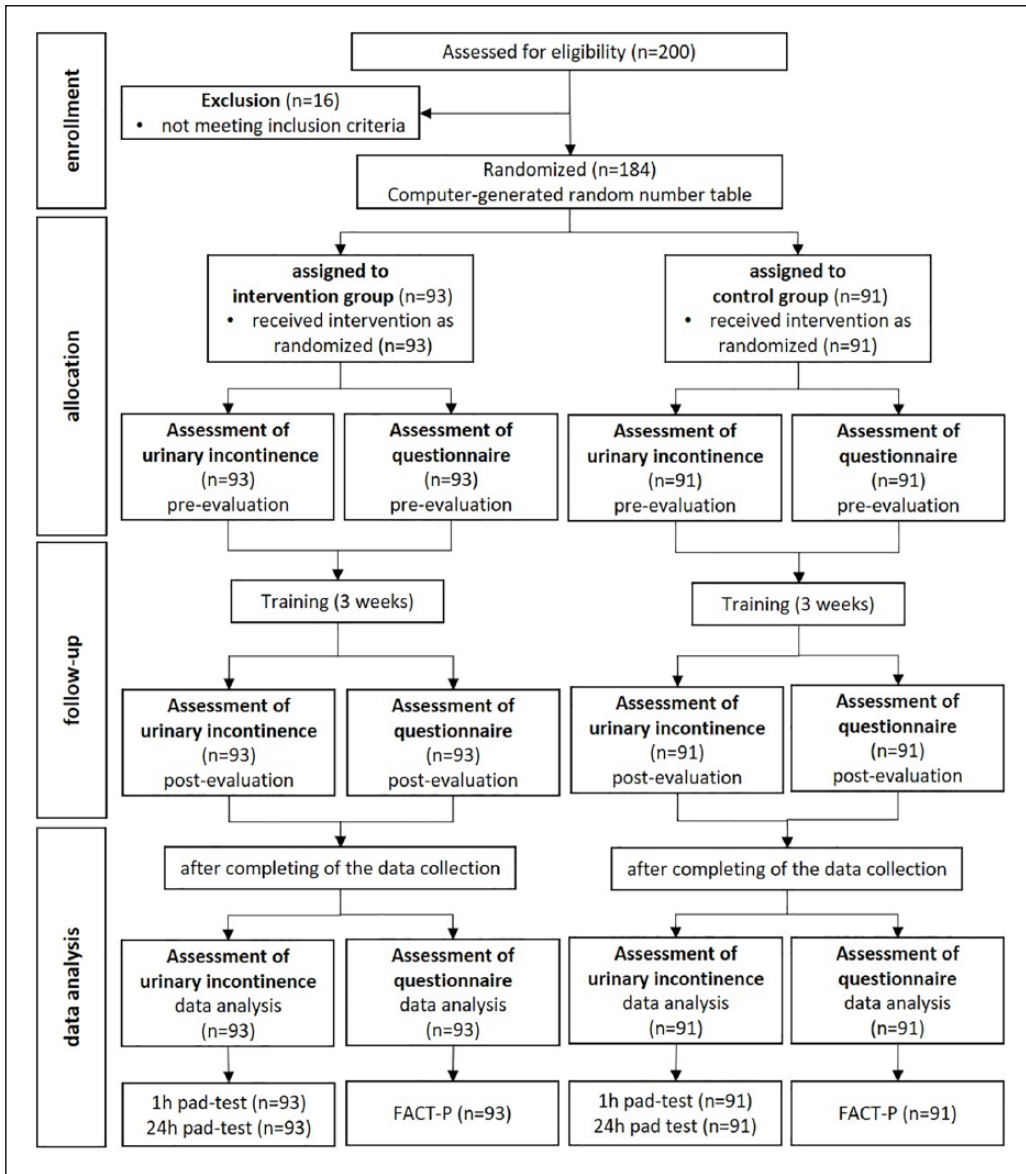 enrollment
Assessed for eligibility (n=200)
Exclusion (n=16)
• not meeting inclusion criteria
Randomized (n=184)
Computer-generated random number table
allocation
assigned to
intervention group (n=93)
• received intervention as
randomized (n=93)
assigned to
control group (n=91)
• received intervention as
randomized (n=91)
Assessment of
urinary incontinence
(n=93)
pre-evaluation
Assessment of
questionnaire
(n=93)
pre-evaluation
Assessment of
urinary incontinence
(n=91)
pre-evaluation
Assessment of
questionnaire
(n=91)
pre-evaluation
follow-up
Training (3 weeks)
Training (3 weeks)
Assessment of
urinary incontinence
(n=93)
post-evaluation
Assessment of
questionnaire
(n=93)
post-evaluation
Assessment of
urinary incontinence
(n=91)
post-evaluation
Assessment of
questionnaire
(n=91)
post-evaluation
data analysis
after completing of the data collection
after completing of the data collection
Assessment of
urinary incontinence
data analysis
(n=93)
Assessment of
questionnaire
data analysis
(n=93)
Assessment of
urinary incontinence
data analysis
(n=91)
Assessment of
questionnaire
data analysis
(n=91)
1h pad-test (n=93)
24h pad-test (n=93)
FACT-P (n=93)
1h pad-test (n=91)
24h pad test (n=91)
FACT-P (n=91)